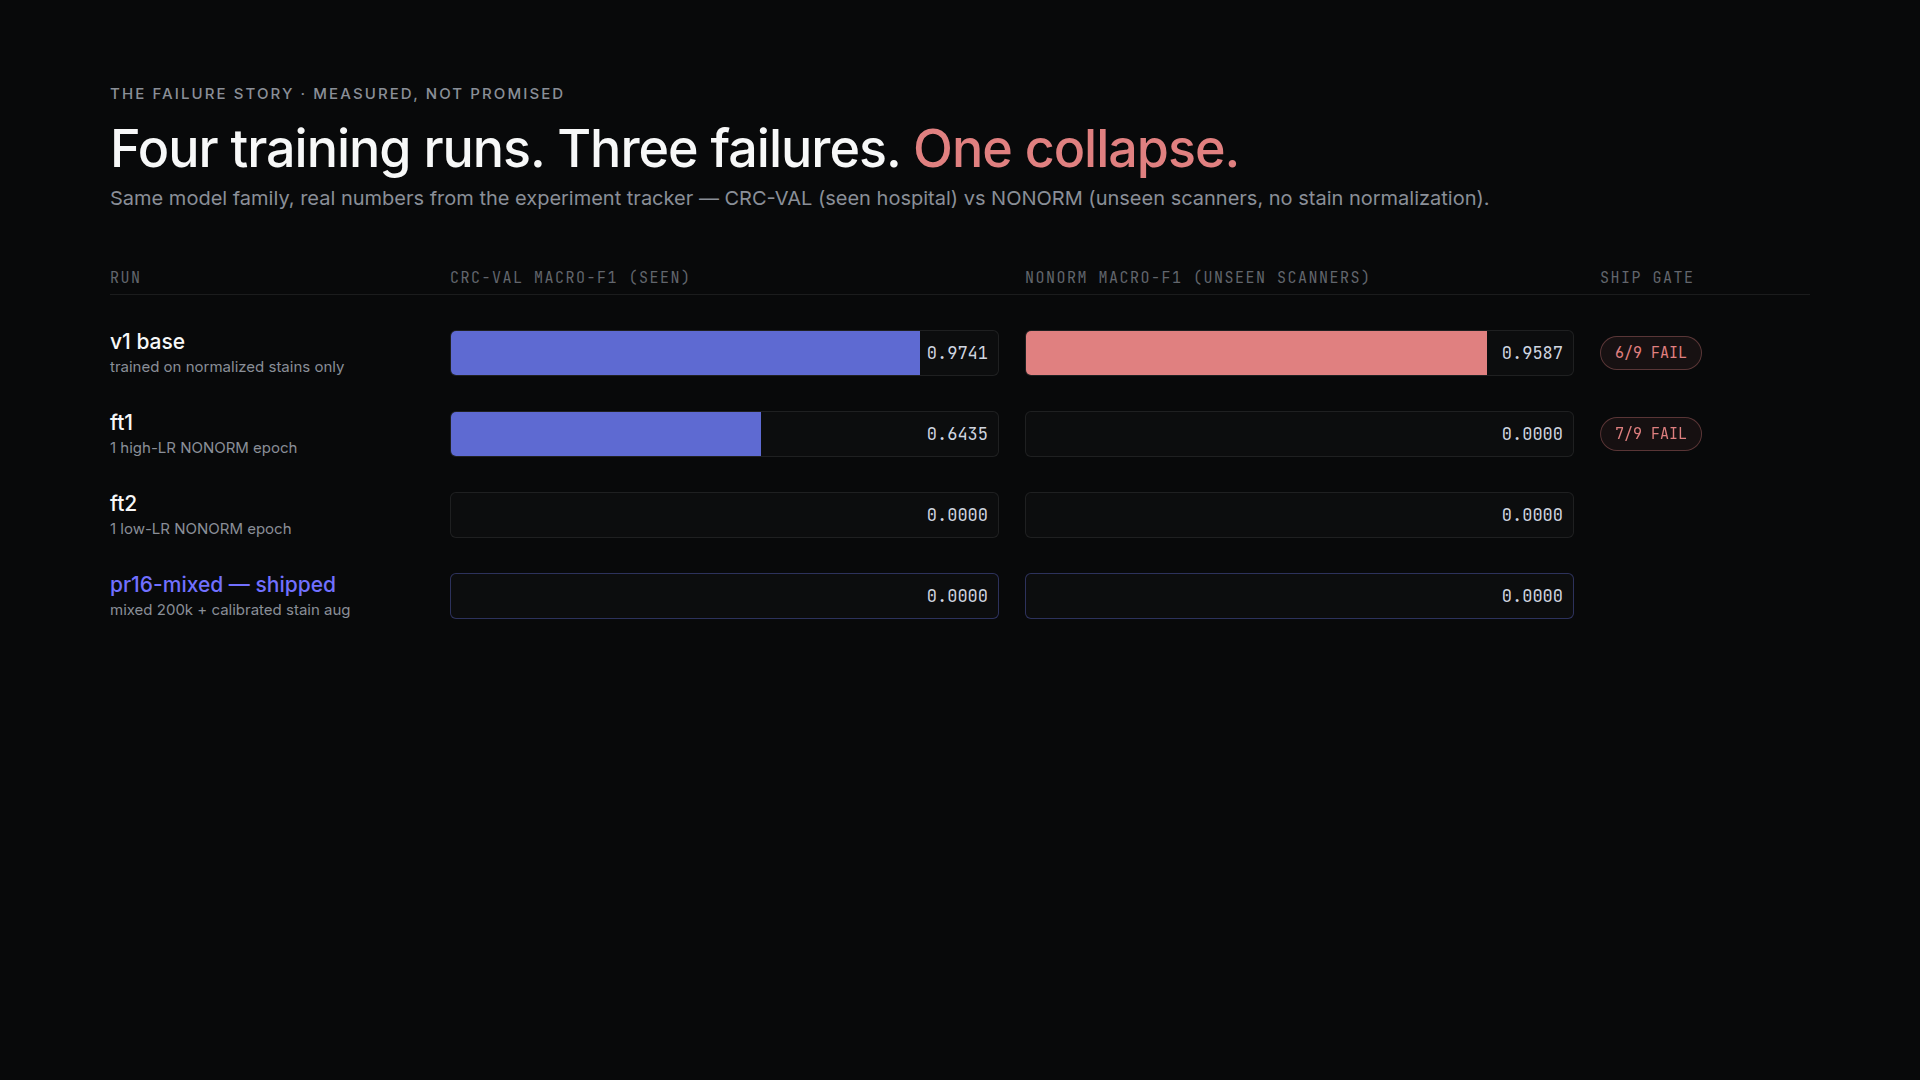 THE FAILURE STORY · MEASURED, NOT PROMISED
Four training runs. Three failures. One collapse.
Same model family, real numbers from the experiment tracker — CRC-VAL (seen hospital) vs NONORM (unseen scanners, no stain normalization).
RUN CRC-VAL MACRO-F1 (SEEN) NONORM MACRO-F1 (UNSEEN SCANNERS) SHIP GATE
v1 base
trained on normalized stains only
0.9741 0.9587 6/9 FAIL
ft1
1 high-LR NONORM epoch
0.6435 0.0000 7/9 FAIL
ft2
1 low-LR NONORM epoch
0.0000 0.0000
pr16-mixed — shipped
mixed 200k + calibrated stain aug
0.0000 0.0000